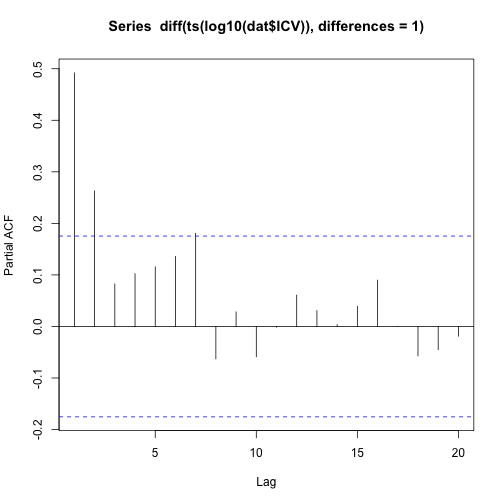 Series  diff(ts(log10(dat$ICV)), differences = 1)
0.5
0.4
0.3
0.2
0.1
0.0
-0.1
-0.2
Partial ACF
5 10 15 20
Lag